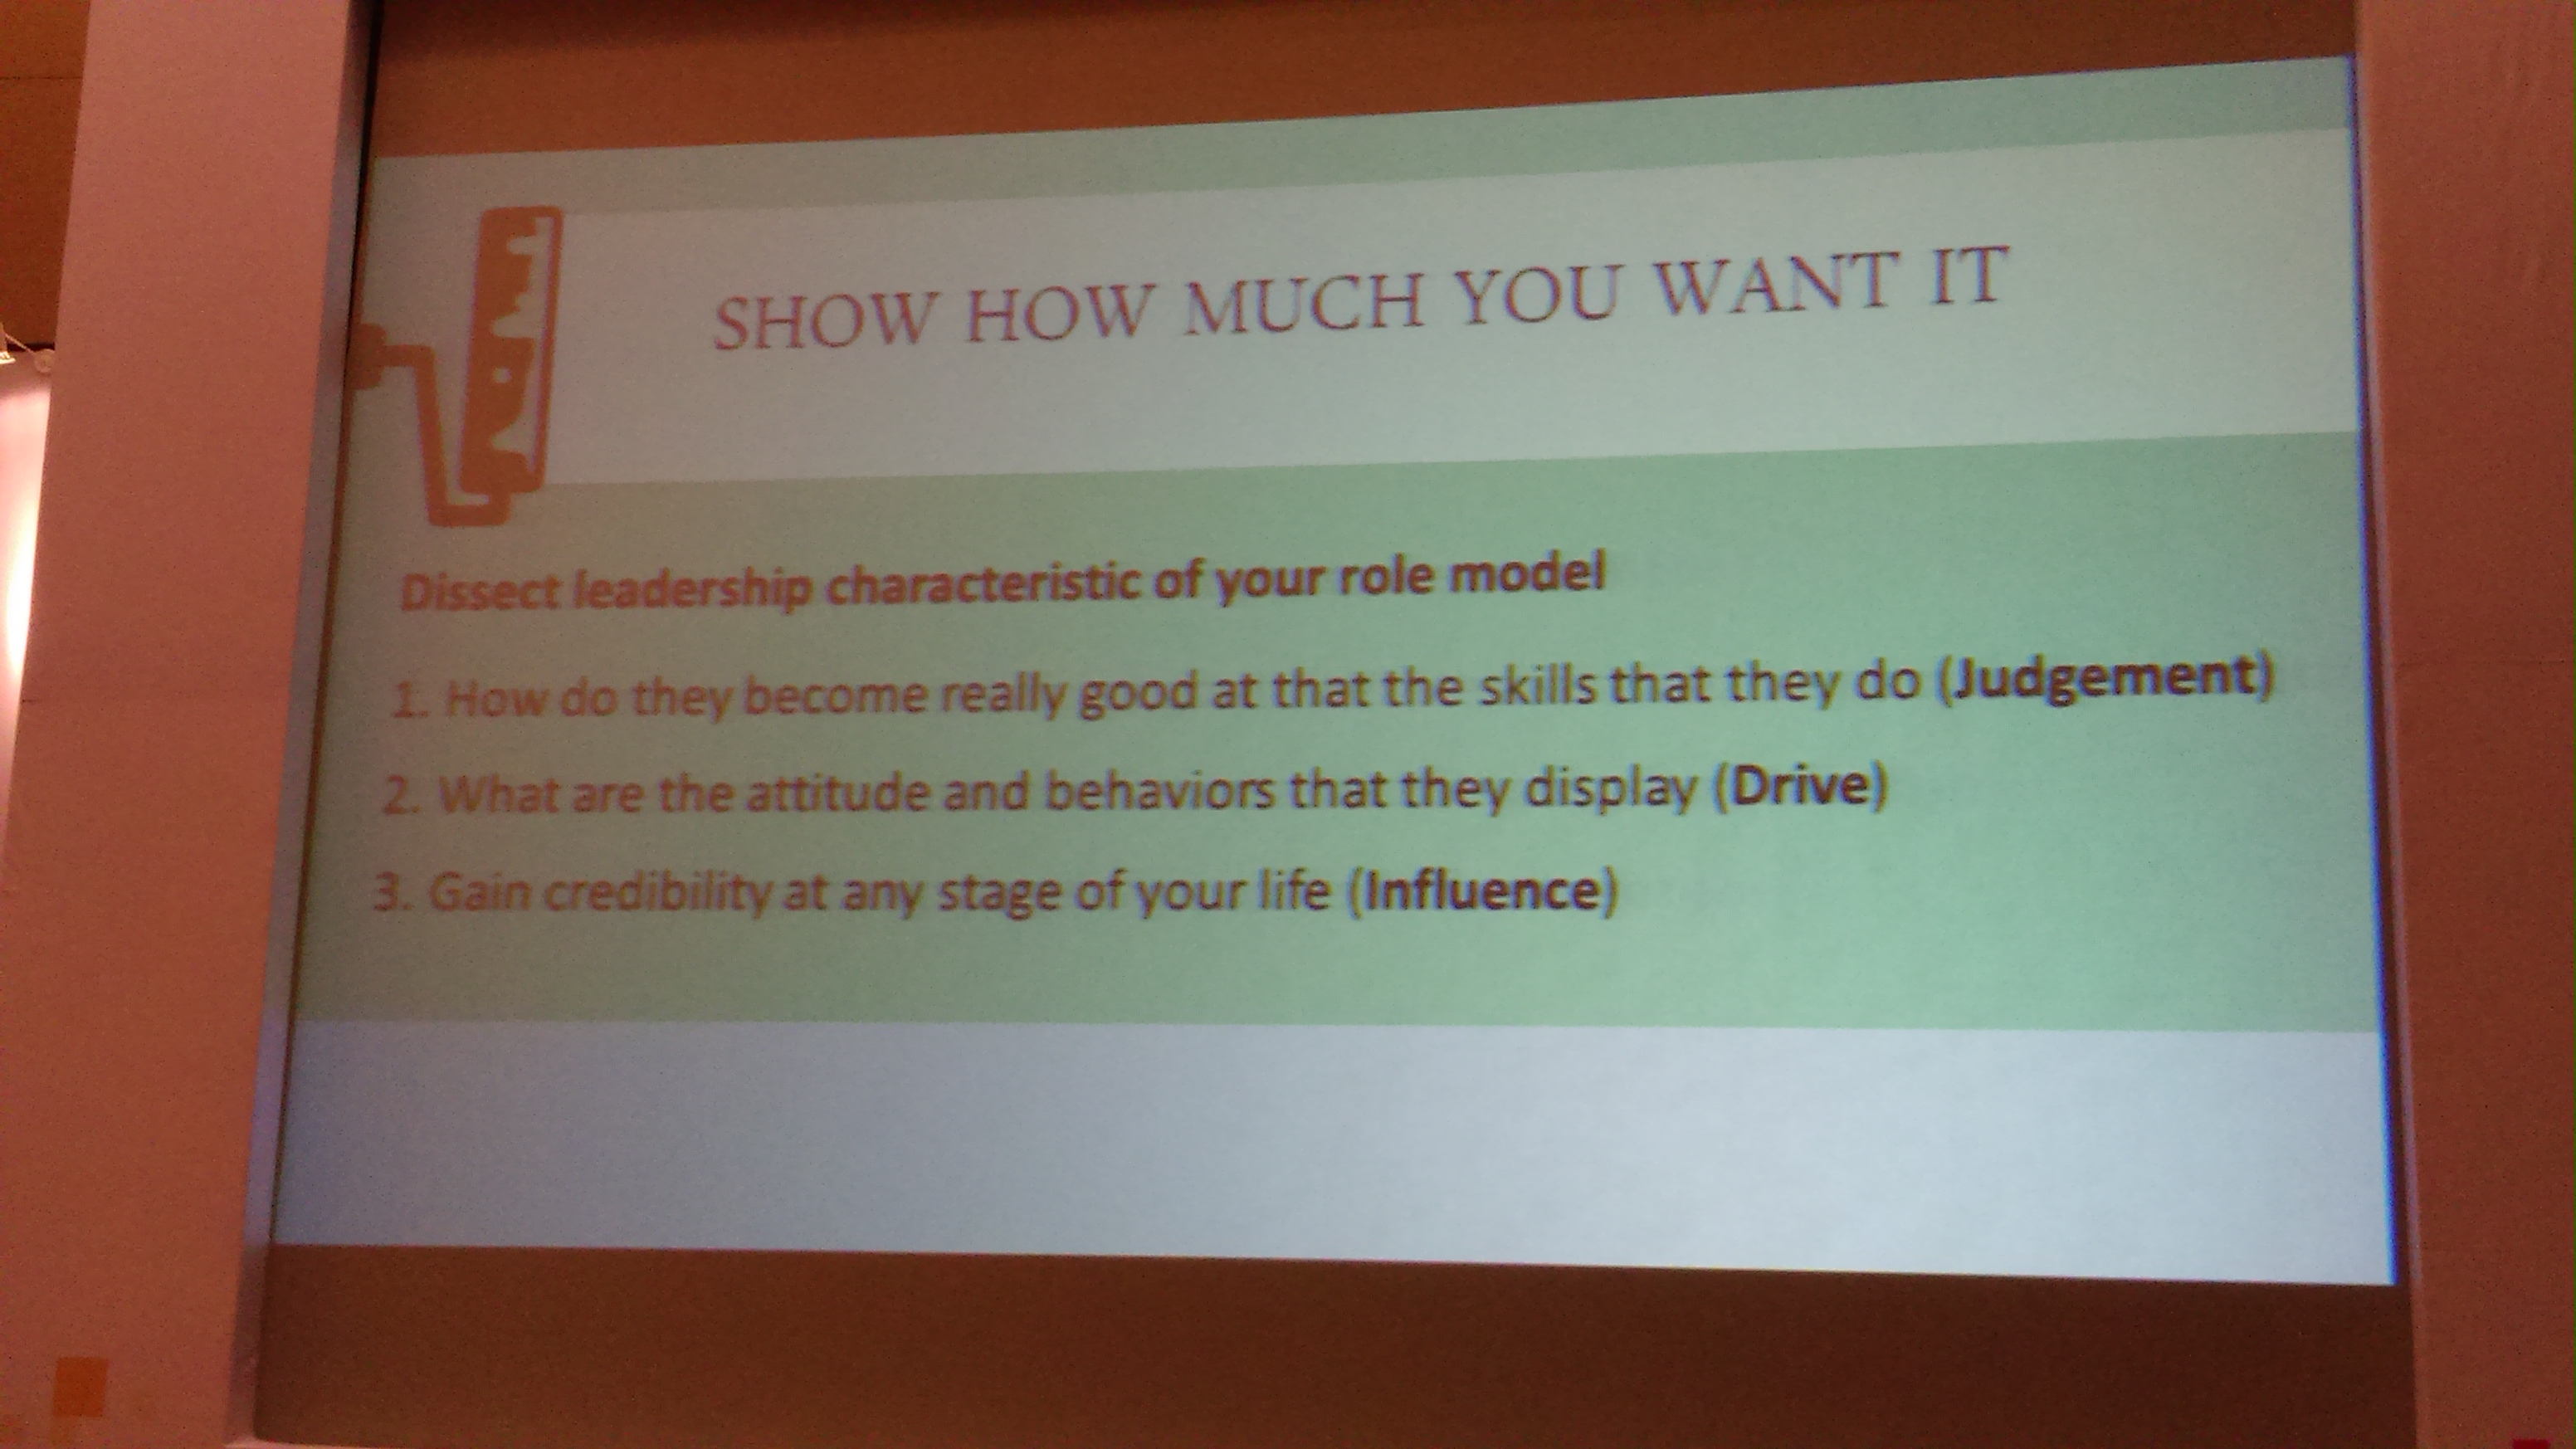 SHOW HOW MUCH YOU WANT IT
Dissect leadership characteristic of your role model
1. How do they become really good at that the skills that they do (Judgement)
2. What are the attitude and behaviors that they display (Drive)
3. Gain credibility at any stage of your life (Influence)